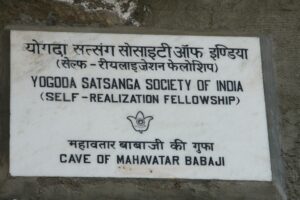 योगदा सत्संग सोसाइटी ऑफ इण्डिया
(सेल्फ-रीयलाइजेशन फेलोशिप)
YOGODA SATSANGA SOCIETY OF INDIA
(SELF-REALIZATION FELLOWSHIP)
महावतार बाबाजी की गुफा
CAVE OF MAHAVATAR BABAJI